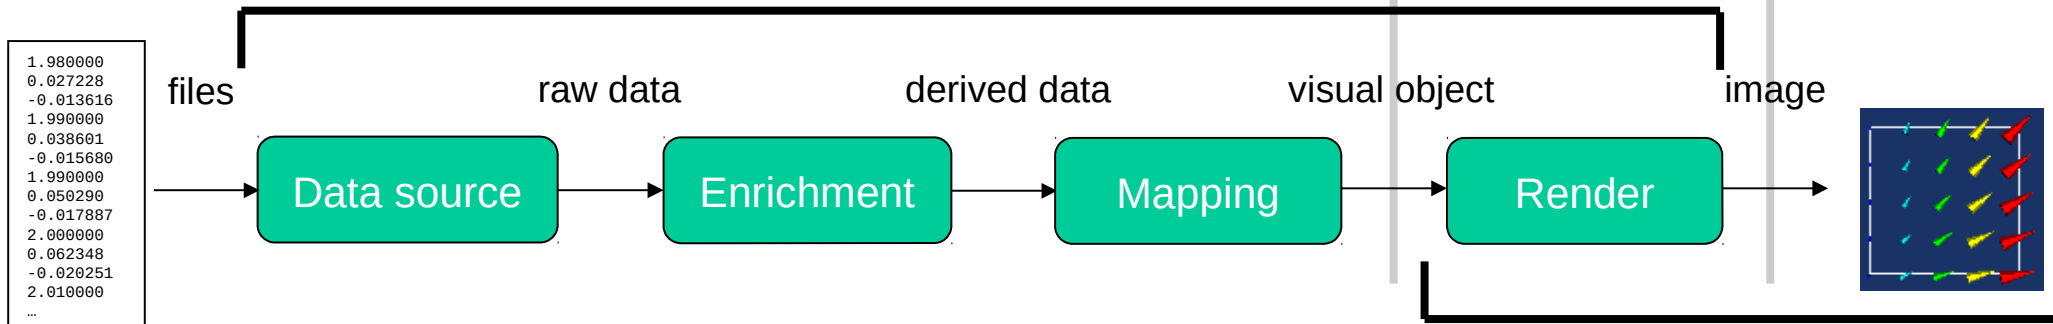 1.980000
0.027228
-0.013616
1.990000
0.038601
-0.015680
1.990000
0.050290
-0.017887
2.000000
0.062348
-0.020251
2.010000
…
files
raw data
derived data
visual object
image
Data source
Enrichment
Mapping
Render